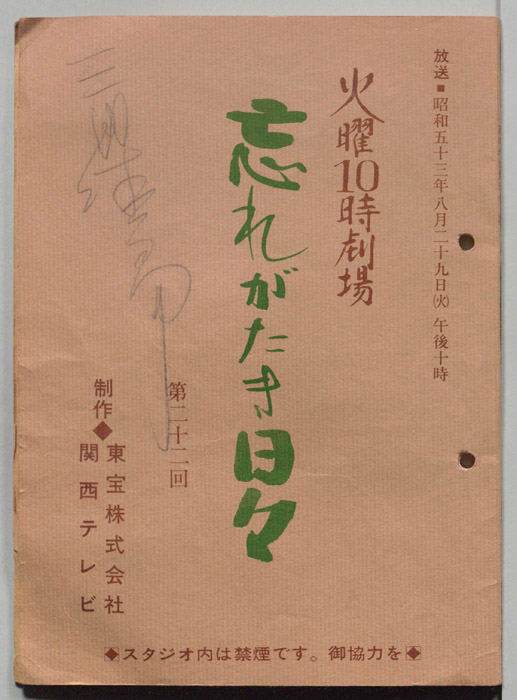 放送■昭和五十三年八月二十九日㈫ 午後十時
火曜10時劇場
忘れがたき日々
第二十二回
制作◆東宝株式会社
関西テレビ
◆スタジオ内は禁煙です。御協力を◆